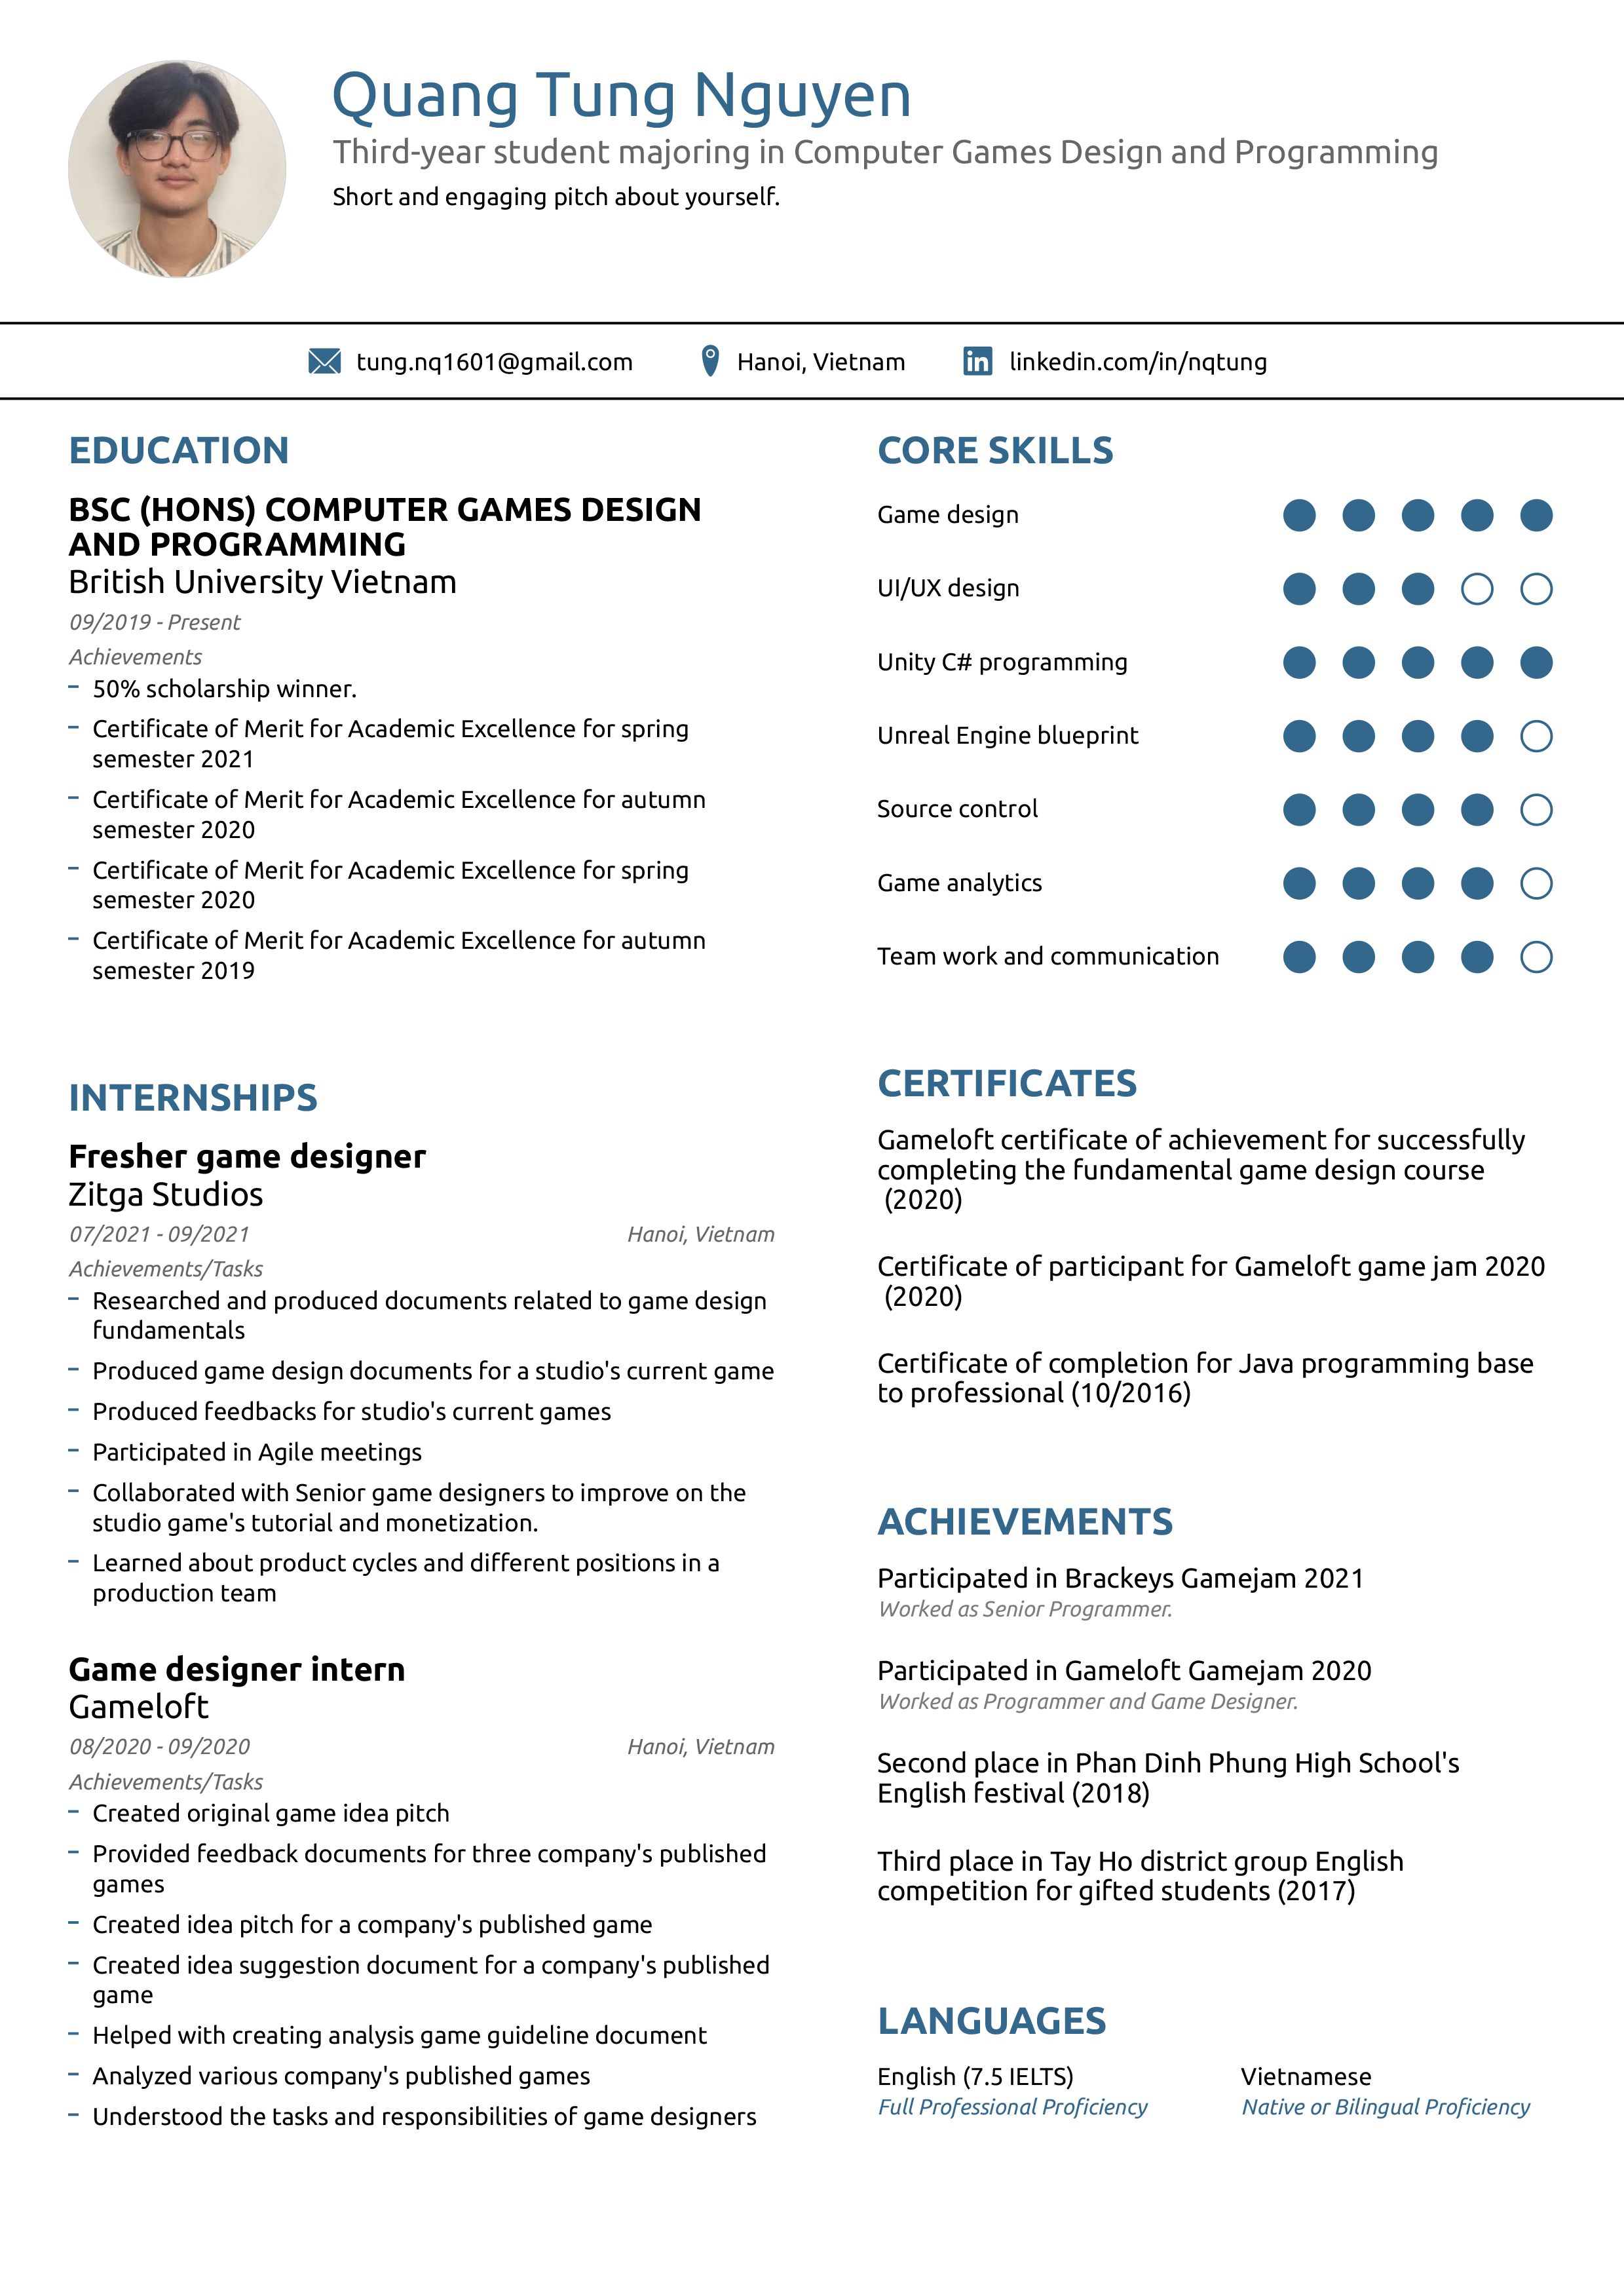 Quang Tung Nguyen
Third-year student majoring in Computer Games Design and Programming
Short and engaging pitch about yourself.
tung.nq1601@gmail.com
Hanoi, Vietnam
linkedin.com/in/nqtung
EDUCATION
BSC (HONS) COMPUTER GAMES DESIGN
AND PROGRAMMING
British University Vietnam
09/2019 - Present
Achievements
– 50% scholarship winner.
– Certificate of Merit for Academic Excellence for spring
semester 2021
– Certificate of Merit for Academic Excellence for autumn
semester 2020
– Certificate of Merit for Academic Excellence for spring
semester 2020
– Certificate of Merit for Academic Excellence for autumn
semester 2019
INTERNSHIPS
Fresher game designer
Zitga Studios
07/2021 - 09/2021
Hanoi, Vietnam
Achievements/Tasks
– Researched and produced documents related to game design
fundamentals
– Produced game design documents for a studio's current game
– Produced feedbacks for studio's current games
– Participated in Agile meetings
– Collaborated with Senior game designers to improve on the
studio game's tutorial and monetization.
– Learned about product cycles and different positions in a
production team
Game designer intern
Gameloft
08/2020 - 09/2020
Hanoi, Vietnam
Achievements/Tasks
– Created original game idea pitch
– Provided feedback documents for three company's published
games
– Created idea pitch for a company's published game
– Created idea suggestion document for a company's published
game
– Helped with creating analysis game guideline document
– Analyzed various company's published games
– Understood the tasks and responsibilities of game designers
CORE SKILLS
Game design
UI/UX design
Unity C# programming
Unreal Engine blueprint
Source control
Game analytics
Team work and communication
CERTIFICATES
Gameloft certificate of achievement for successfully
completing the fundamental game design course
(2020)
Certificate of participant for Gameloft game jam 2020
(2020)
Certificate of completion for Java programming base
to professional (10/2016)
ACHIEVEMENTS
Participated in Brackeys Gamejam 2021
Worked as Senior Programmer.
Participated in Gameloft Gamejam 2020
Worked as Programmer and Game Designer.
Second place in Phan Dinh Phung High School's
English festival (2018)
Third place in Tay Ho district group English
competition for gifted students (2017)
LANGUAGES
English (7.5 IELTS)
Full Professional Proficiency
Vietnamese
Native or Bilingual Proficiency